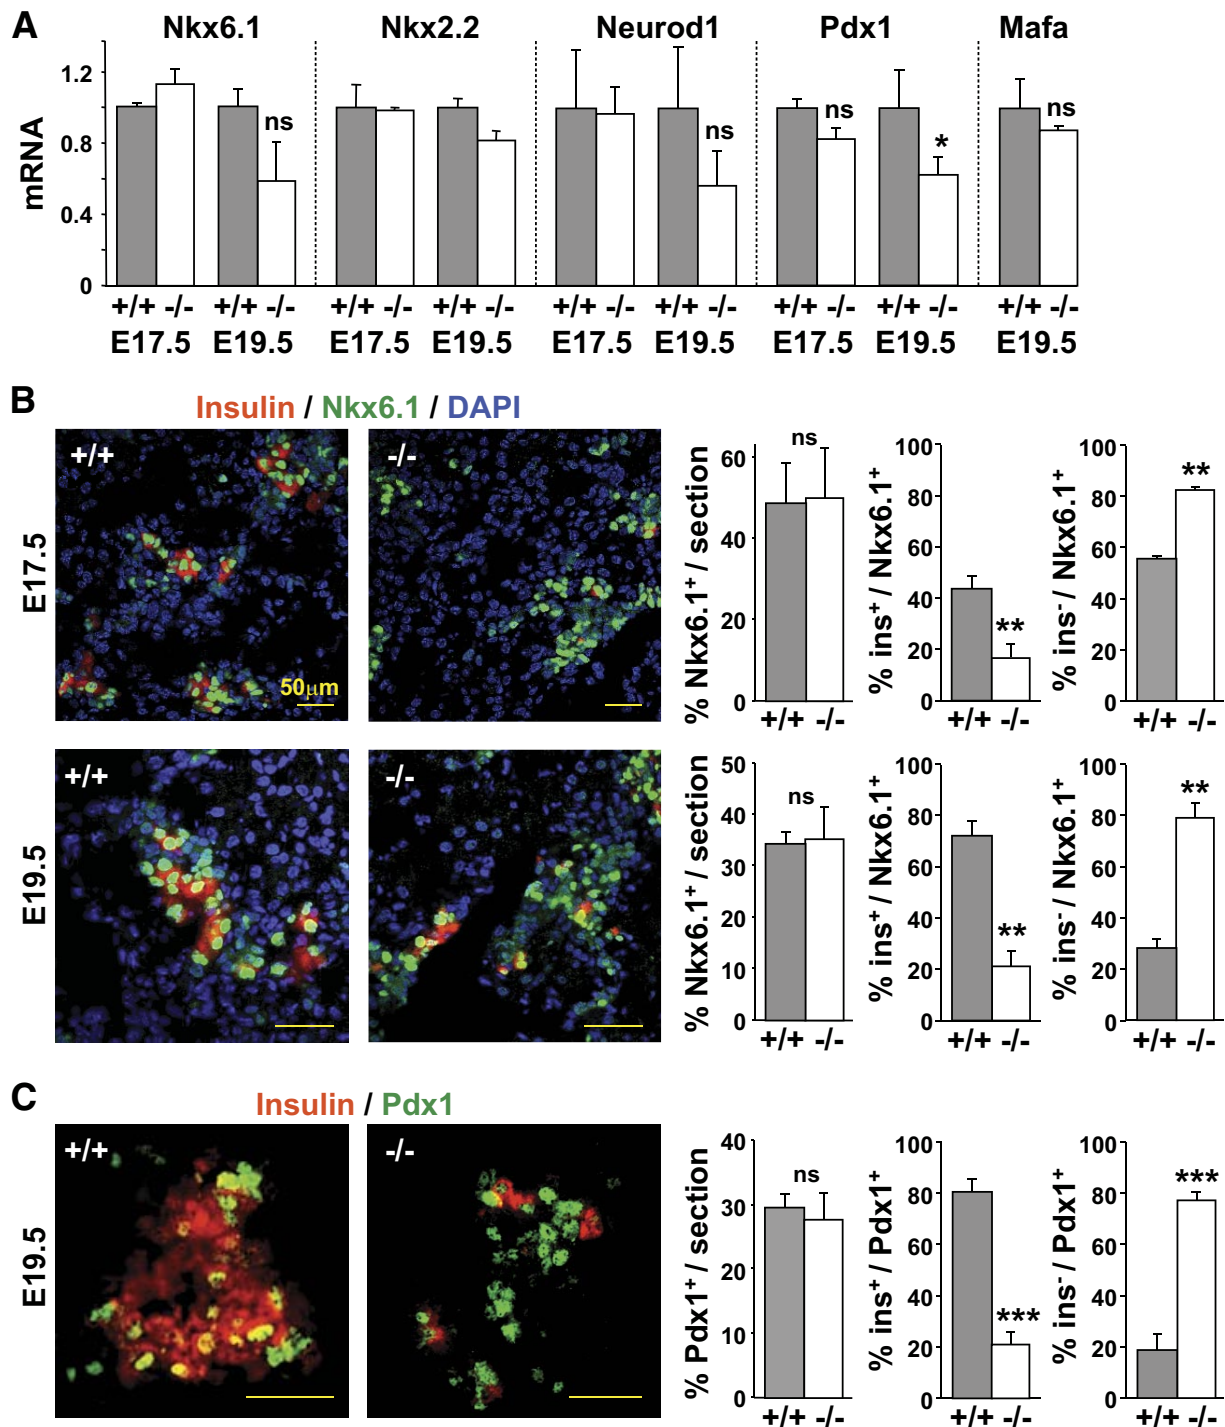 A
Nkx6.1 Nkx2.2 Neurod1 Pdx1 Mafa
mRNA
1.2
0.8
0.4
0
ns ns ns * ns
+/+ -/- +/+ -/- +/+ -/- +/+ -/- +/+ -/- +/+ -/- +/+ -/- +/+ -/- +/+ -/-
E17.5 E19.5 E17.5 E19.5 E17.5 E19.5 E17.5 E19.5 E19.5
B
Insulin / Nkx6.1 / DAPI
E17.5
+/+
50μm
-/-
% Nkx6.1+ / section
60
40
20
0
ns
+/+ -/-
% ins+ / Nkx6.1+
100
80
60
40
20
0
**
+/+ -/-
% ins- / Nkx6.1+
100
80
60
40
20
0
**
+/+ -/-
E19.5
+/+
-/-
% Nkx6.1+ / section
50
40
30
20
10
0
ns
+/+ -/-
% ins+ / Nkx6.1+
100
80
60
40
20
0
**
+/+ -/-
% ins- / Nkx6.1+
100
80
60
40
20
0
**
+/+ -/-
C
Insulin / Pdx1
E19.5
+/+
-/-
% Pdx1+ / section
40
30
20
10
0
ns
+/+ -/-
% ins+ / Pdx1+
100
80
60
40
20
0
***
+/+ -/-
% ins- / Pdx1+
100
80
60
40
20
0
***
+/+ -/-